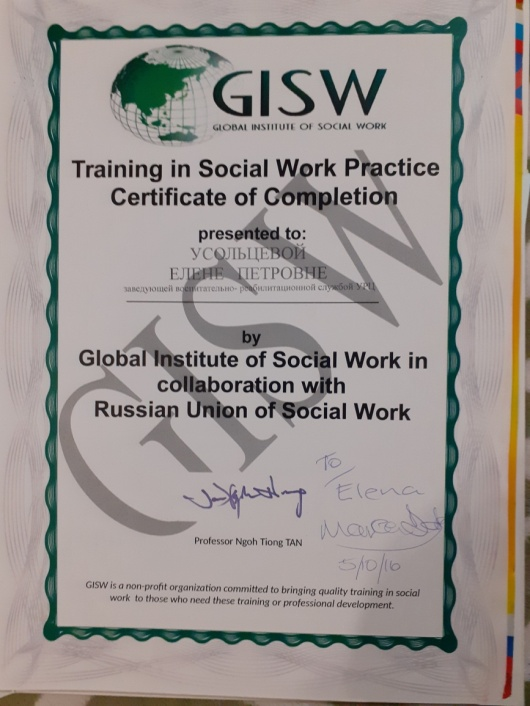 GISW
GLOBAL INSTITUTE OF SOCIAL WORK
Training in Social Work Practice
Certificate of Completion
presented to:
УСОЛЬЦЕВОЙ
ЕЛЕНЕ ПЕТРОВНЕ
заведующей воспитательно- реабилитационной службой УРЦ
by
Global Institute of Social Work in
collaboration with
Russian Union of Social Work
GISW
To
Elena
5/10/16
Professor Ngoh Tiong TAN
GISW is a non-profit organization committed to bringing quality training in social
work to those who need these training or professional development.